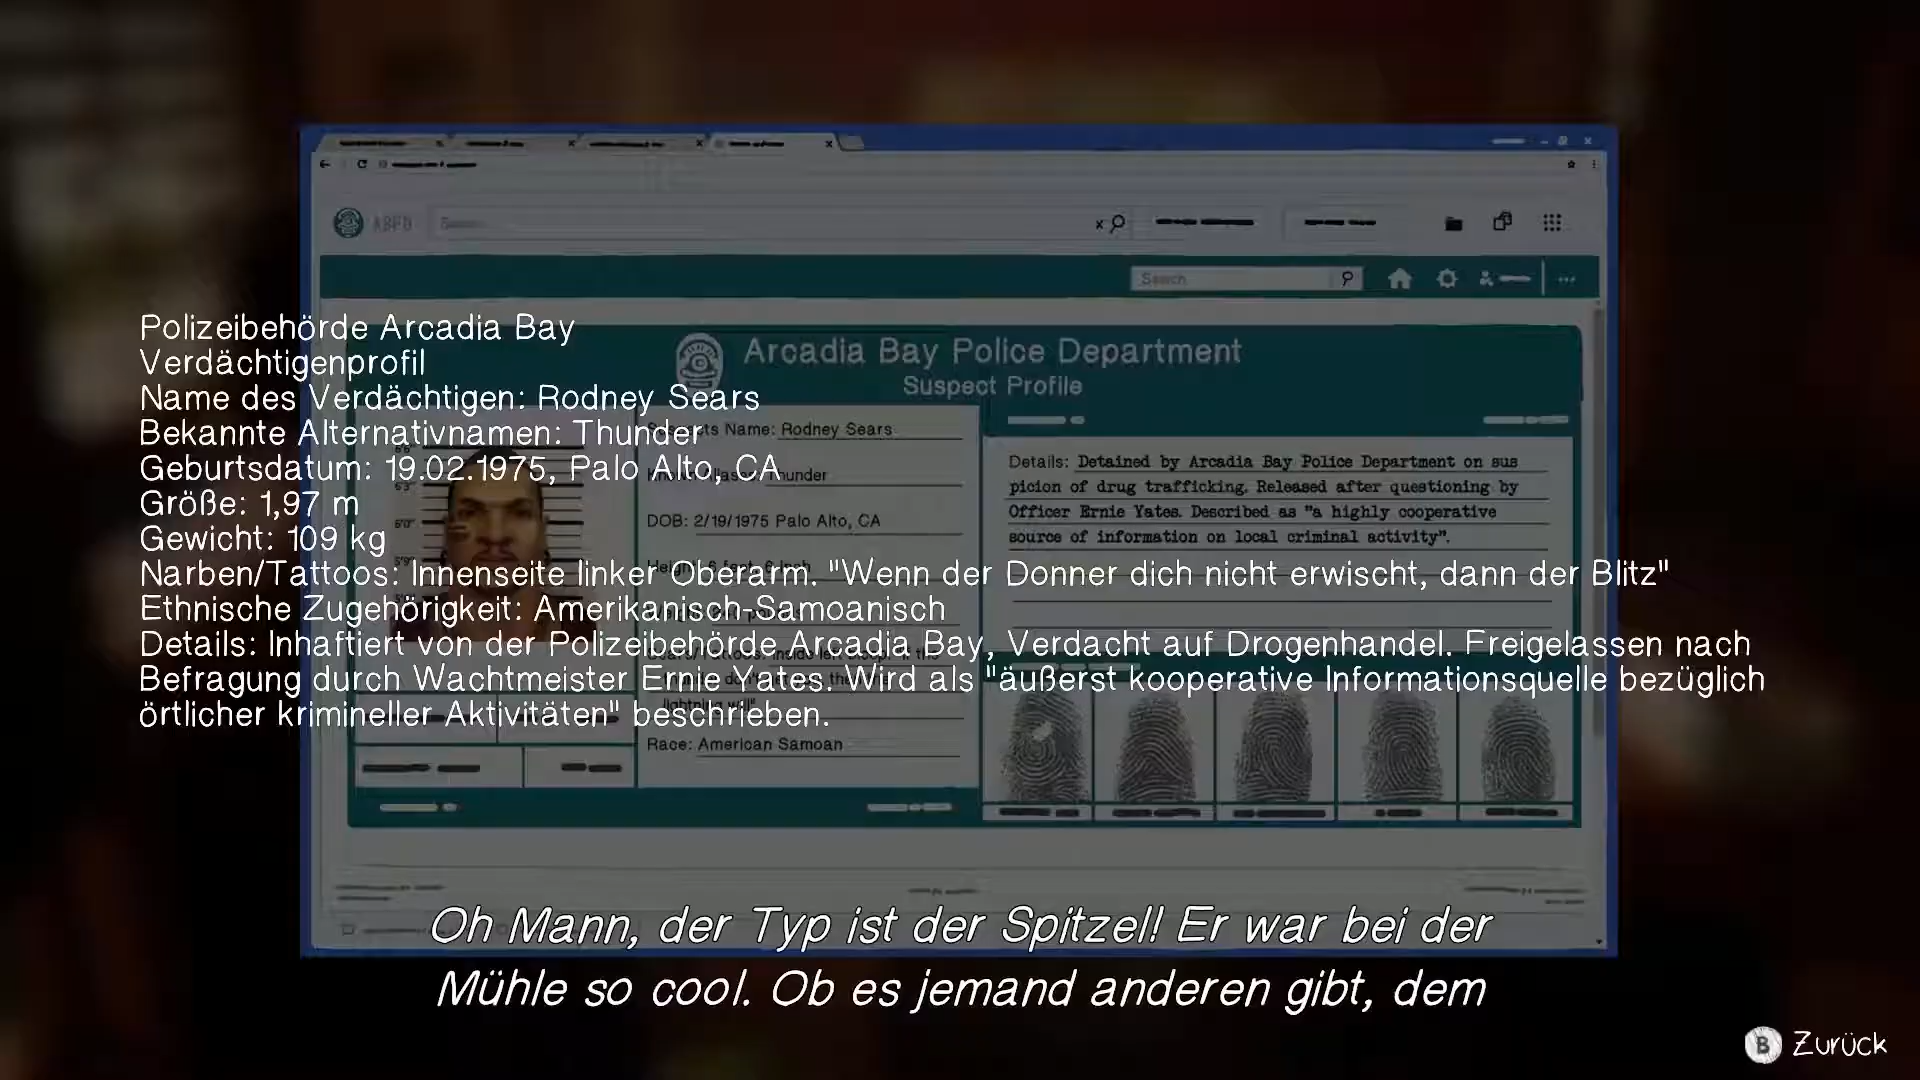 ABPD
Search
Search
Polizeibehörde Arcadia Bay
Verdächtigenprofil
Name des Verdächtigen: Rodney Sears
Bekannte Alternativnamen: Thunder
Geburtsdatum: 19.02.1975, Palo Alto, CA
Größe: 1,97 m
Gewicht: 109 kg
Narben/Tattoos: Innenseite linker Oberarm. "Wenn der Donner dich nicht erwischt, dann der Blitz"
Ethnische Zugehörigkeit: Amerikanisch-Samoanisch
Details: Inhaftiert von der Polizeibehörde Arcadia Bay, Verdacht auf Drogenhandel. Freigelassen nach
Befragung durch Wachtmeister Ernie Yates. Wird als "äußerst kooperative Informationsquelle bezüglich
örtlicher krimineller Aktivitäten" beschrieben.
Arcadia Bay Police Department
Suspect Profile
Name: Rodney Sears
Thunder
DOB: 2/19/1975 Palo Alto, CA
Race: American Samoan
Details: Detained by Arcadia Bay Police Department on sus
picion of drug trafficking. Released after questioning by
Officer Ernie Yates. Described as "a highly cooperative
source of information on local criminal activity".
Oh Mann, der Typ ist der Spitzel! Er war bei der
Mühle so cool. Ob es jemand anderen gibt, dem
B Zurück